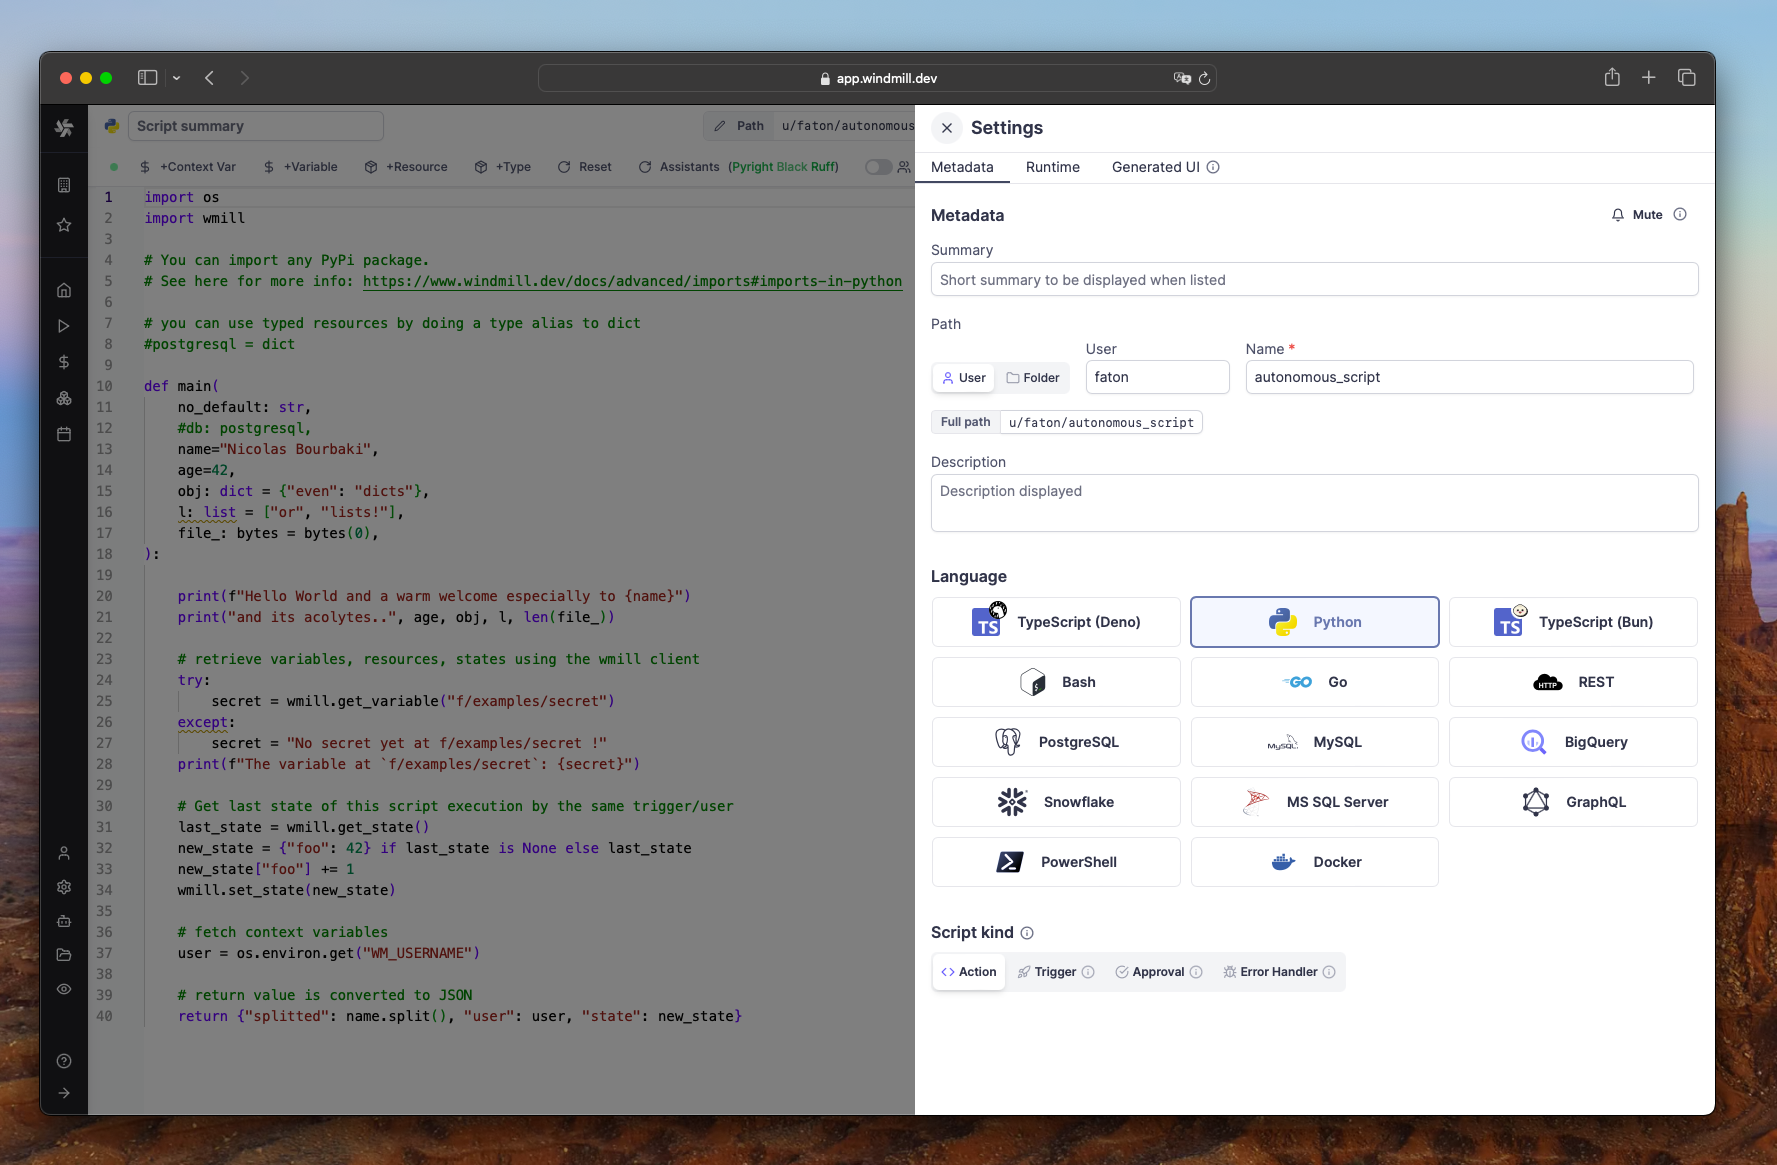 app.windmill.dev
Script summary
Path u/faton/autonomous
+Context Var +Variable +Resource +Type Reset Assistants (Pyright Black Ruff)
1 import os
2 import wmill
3
4 # You can import any PyPi package.
5 # See here for more info: https://www.windmill.dev/docs/advanced/imports#imports-in-python
6
7 # you can use typed resources by doing a type alias to dict
8 #postgresql = dict
9
10 def main(
11 no_default: str,
12 #db: postgresql,
13 name="Nicolas Bourbaki",
14 age=42,
15 obj: dict = {"even": "dicts"},
16 l: list = ["or", "lists!"],
17 file_: bytes = bytes(0),
18 ):
19
20 print(f"Hello World and a warm welcome especially to {name}")
21 print("and its acolytes..", age, obj, l, len(file_))
22
23 # retrieve variables, resources, states using the wmill client
24 try:
25 secret = wmill.get_variable("f/examples/secret")
26 except:
27 secret = "No secret yet at f/examples/secret !"
28 print(f"The variable at `f/examples/secret`: {secret}")
29
30 # Get last state of this script execution by the same trigger/user
31 last_state = wmill.get_state()
32 new_state = {"foo": 42} if last_state is None else last_state
33 new_state["foo"] += 1
34 wmill.set_state(new_state)
35
36 # fetch context variables
37 user = os.environ.get("WM_USERNAME")
38
39 # return value is converted to JSON
40 return {"splitted": name.split(), "user": user, "state": new_state}
Settings
Metadata Runtime Generated UI
Metadata
Mute
Summary
Short summary to be displayed when listed
Path
User Folder
User
faton
Name *
autonomous_script
Full path u/faton/autonomous_script
Description
Description displayed
Language
TS TypeScript (Deno)
Python
TS TypeScript (Bun)
Bash
GO Go
HTTP REST
PostgreSQL
MySQL MySQL
BigQuery
Snowflake
MS SQL Server
GraphQL
PowerShell
Docker
Script kind
Action Trigger Approval Error Handler